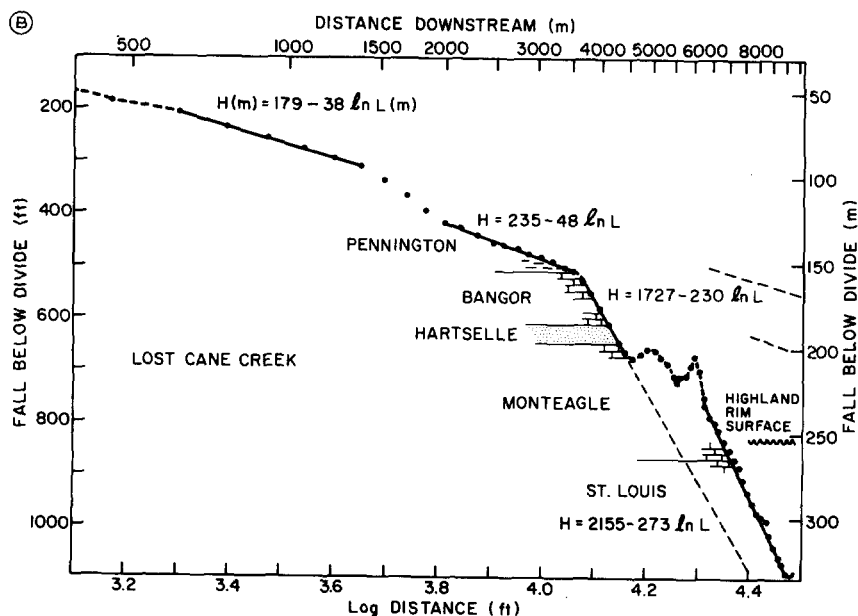 B
DISTANCE DOWNSTREAM (m)
500 1000 1500 2000 3000 4000 5000 6000 8000
FALL BELOW DIVIDE (ft)
200
400
600
800
1000
H(m) = 179-38 ln L(m)
H = 235-48 ln L
PENNINGTON
BANGOR
H = 1727-230 ln L
HARTSELLE
LOST CANE CREEK
MONTEAGLE
HIGHLAND
RIM
SURFACE
ST. LOUIS
H = 2155-273 ln L
50
100
150
200
250
300
FALL BELOW DIVIDE (m)
3.2 3.4 3.6 3.8 4.0 4.2 4.4
Log DISTANCE (ft)